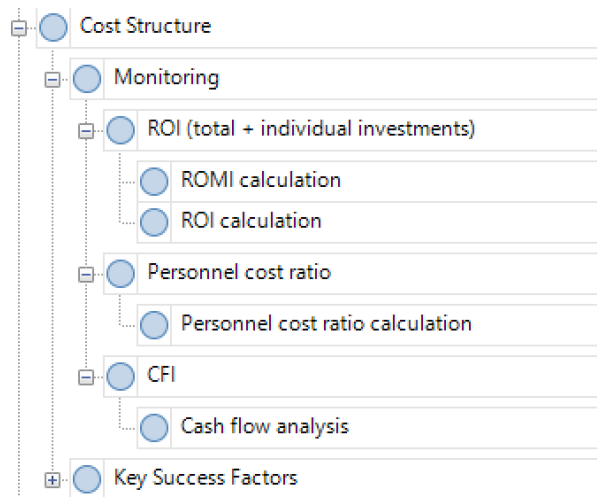 Cost Structure
Monitoring
ROI (total + individual investments)
ROMI calculation
ROI calculation
Personnel cost ratio
Personnel cost ratio calculation
CFI
Cash flow analysis
Key Success Factors